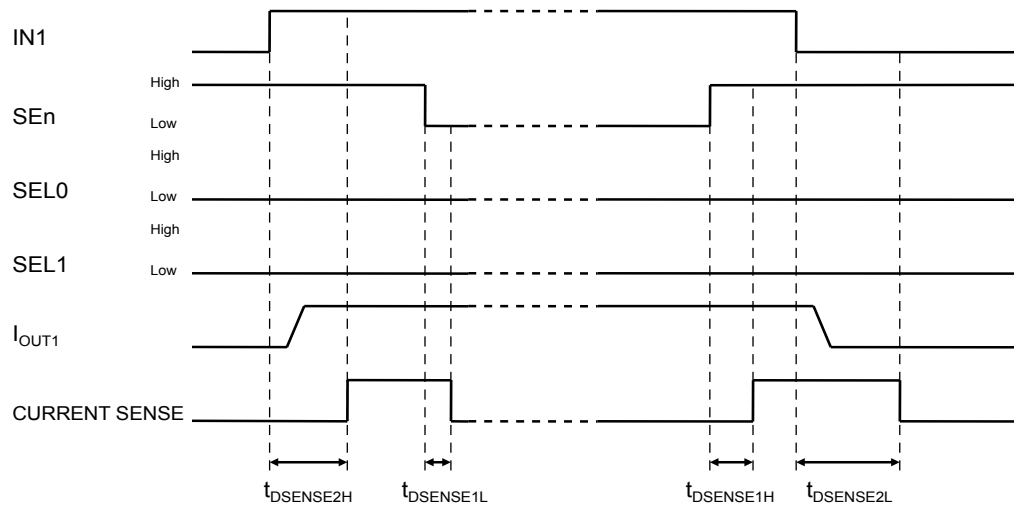 IN1
High
SEn
Low
High
SEL0
Low
High
SEL1
Low
IOUT1
CURRENT SENSE
tDSENSE2H
tDSENSE1L
tDSENSE1H
tDSENSE2L